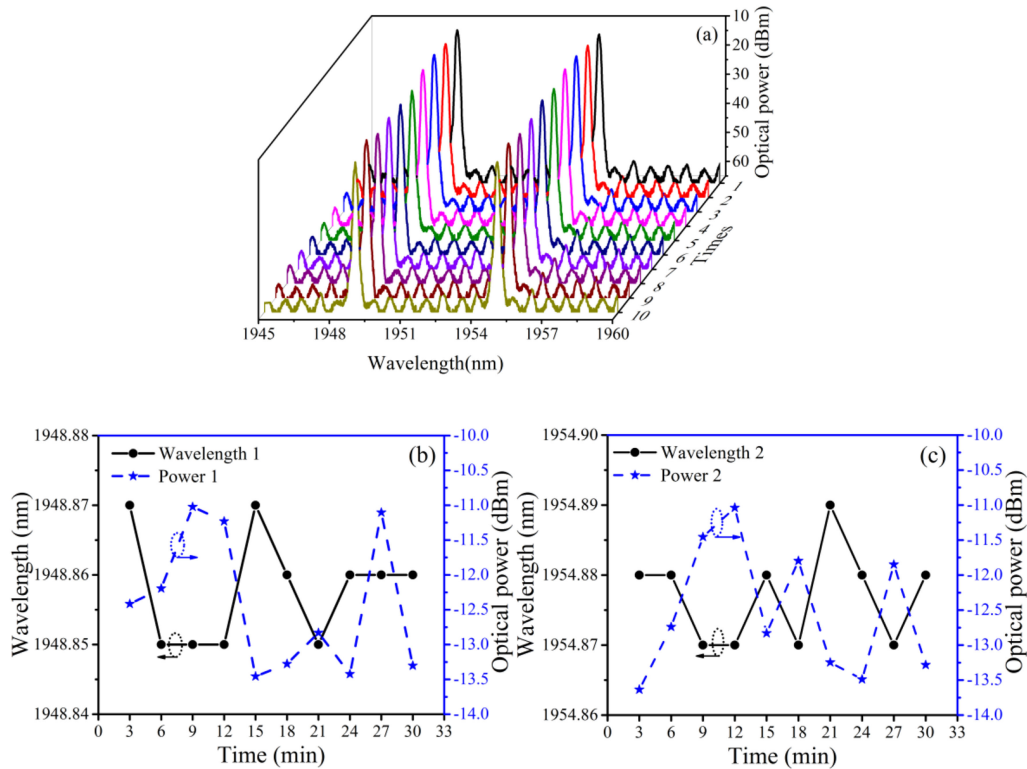 (a)
10
20
30
40
50
60
Optical power (dBm)
1
2
3
4
5
6
7
8
9
10
Times
1945 1948 1951 1954 1957 1960
Wavelength(nm)
(b)
Wavelength 1
Power 1
1948.88
1948.87
1948.86
1948.85
1948.84
Wavelength (nm)
-10.0
-10.5
-11.0
-11.5
-12.0
-12.5
-13.0
-13.5
-14.0
Optical power (dBm)
0 3 6 9 12 15 18 21 24 27 30 33
Time (min)
(c)
Wavelength 2
Power 2
1954.90
1954.89
1954.88
1954.87
1954.86
Wavelength (nm)
-10.0
-10.5
-11.0
-11.5
-12.0
-12.5
-13.0
-13.5
-14.0
Optical power (dBm)
0 3 6 9 12 15 18 21 24 27 30 33
Time (min)